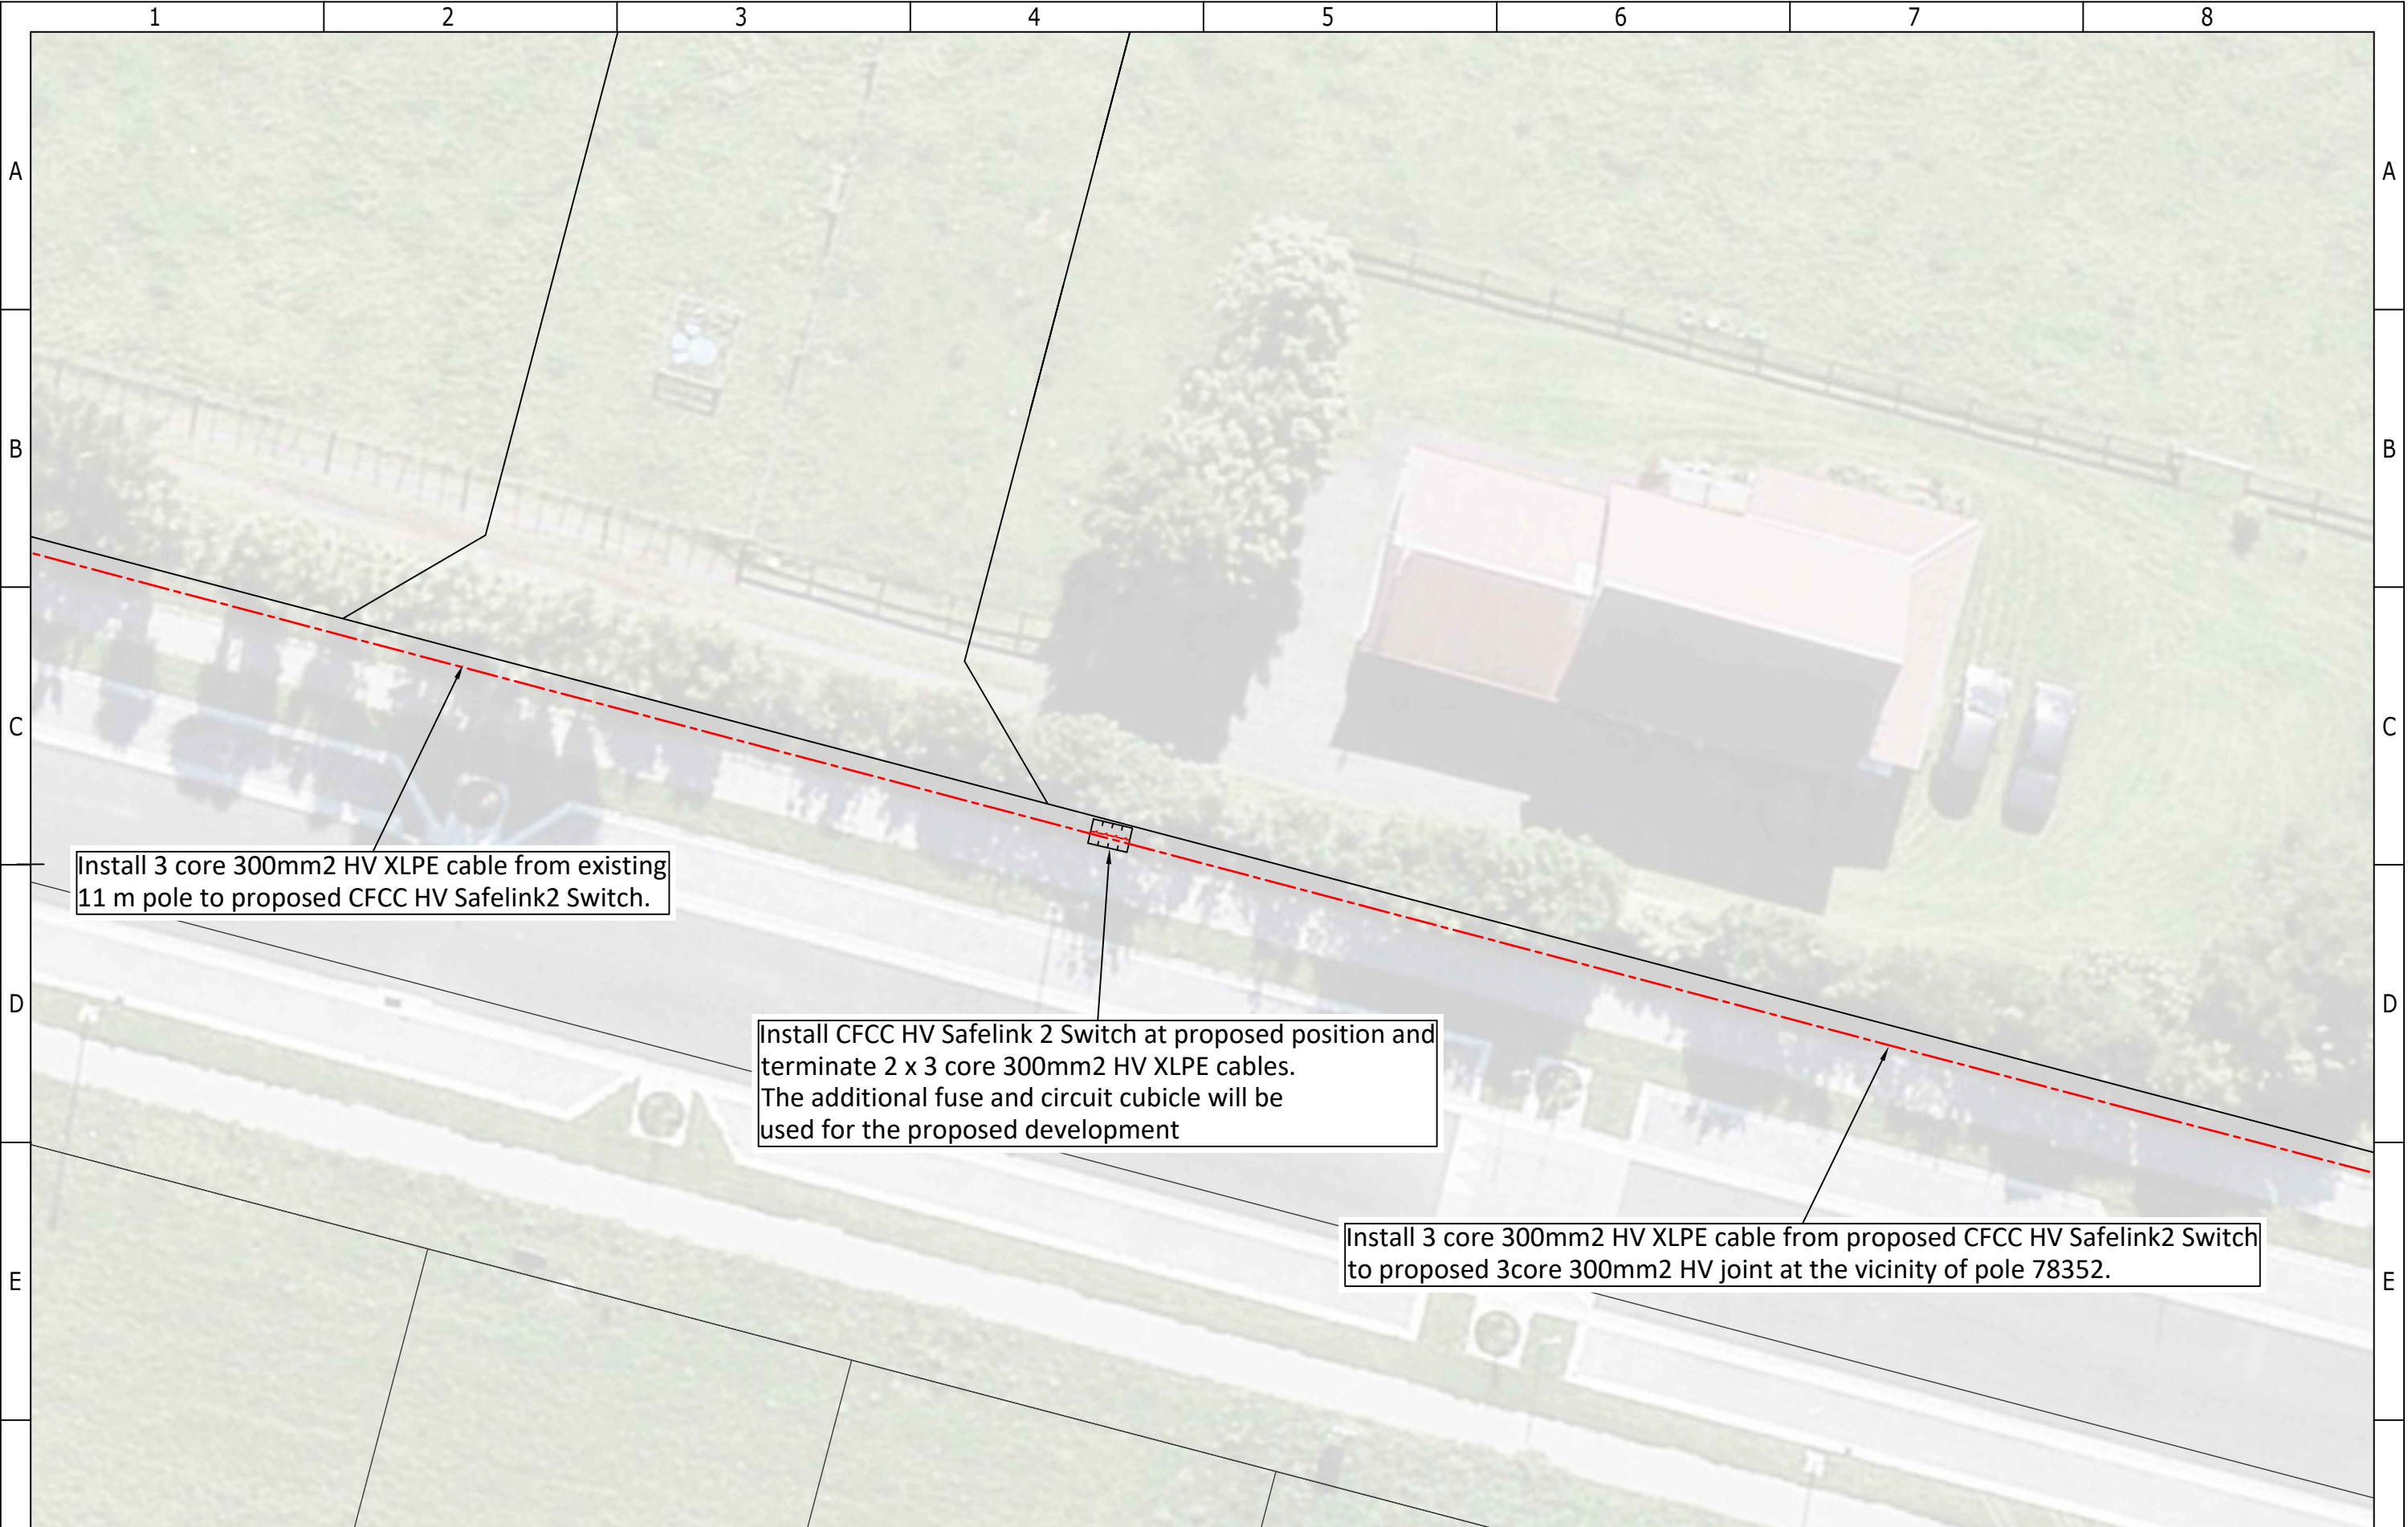 1 2 3 4 5 6 7 8
A A
B B
C C
Install 3 core 300mm2 HV XLPE cable from existing
11 m pole to proposed CFCC HV Safelink2 Switch.
D D
Install CFCC HV Safelink 2 Switch at proposed position and
terminate 2 x 3 core 300mm2 HV XLPE cables.
The additional fuse and circuit cubicle will be
used for the proposed development
Install 3 core 300mm2 HV XLPE cable from proposed CFCC HV Safelink2 Switch
to proposed 3core 300mm2 HV joint at the vicinity of pole 78352.
E E